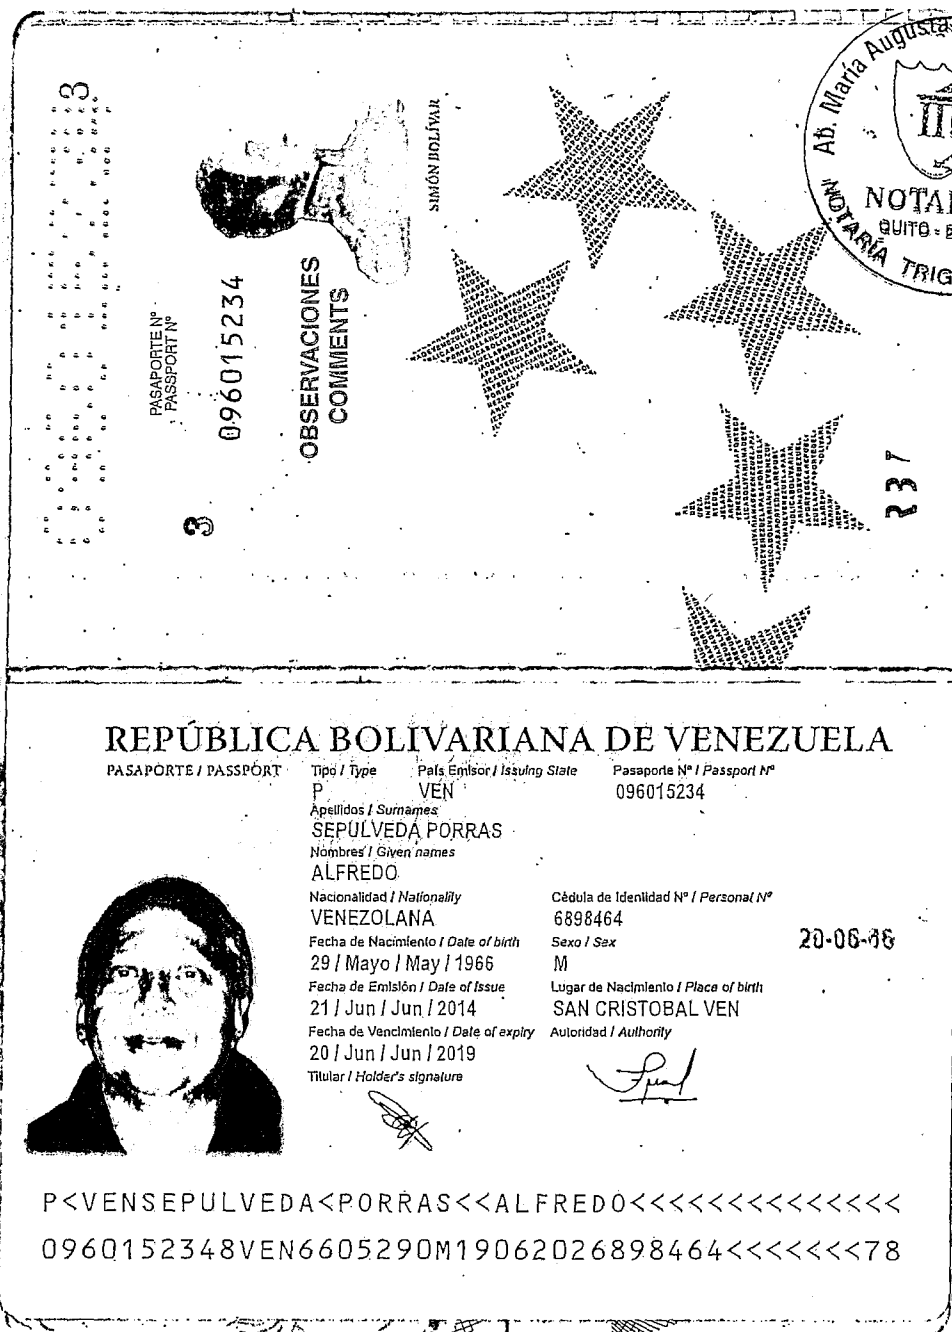 3
PASAPORTE Nº
PASSPORT Nº
096015234
OBSERVACIONES
COMMENTS
SIMÓN BOLÍVAR
3
237
Ab. María Augusta
NOTARÍA
QUITO -
REPÚBLICA BOLIVARIANA DE VENEZUELA
PASAPORTE / PASSPORT
Tipo / Type País Emisor / Issuing State Pasaporte Nº / Passport Nº
P VEN 096015234
Apellidos / Surnames
SEPULVEDA PORRAS
Nombres / Given names
ALFREDO
Nacionalidad / Nationality Cédula de Identidad Nº / Personal Nº
VENEZOLANA 6898464
Fecha de Nacimiento / Date of birth Sexo / Sex
29 / Mayo / May / 1966 M
Fecha de Emisión / Date of Issue Lugar de Nacimiento / Place of birth
21 / Jun / Jun / 2014 SAN CRISTOBAL VEN
Fecha de Vencimiento / Date of expiry Autoridad / Authority
20 / Jun / Jun / 2019
Titular / Holder's signature
P<VENSEPULVEDA<PORRAS<<ALFREDO<<<<<<<<<<<<<<
0960152348VEN6605290M19062026898464<<<<<<<78